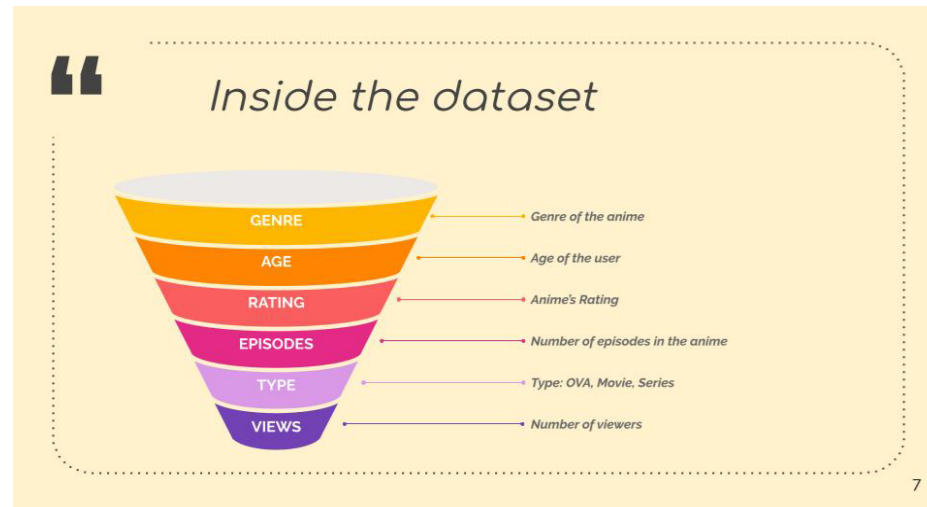 ❝
Inside the dataset
GENRE
Genre of the anime
AGE
Age of the user
RATING
Anime's Rating
EPISODES
Number of episodes in the anime
TYPE
Type: OVA, Movie, Series
VIEWS
Number of viewers
7